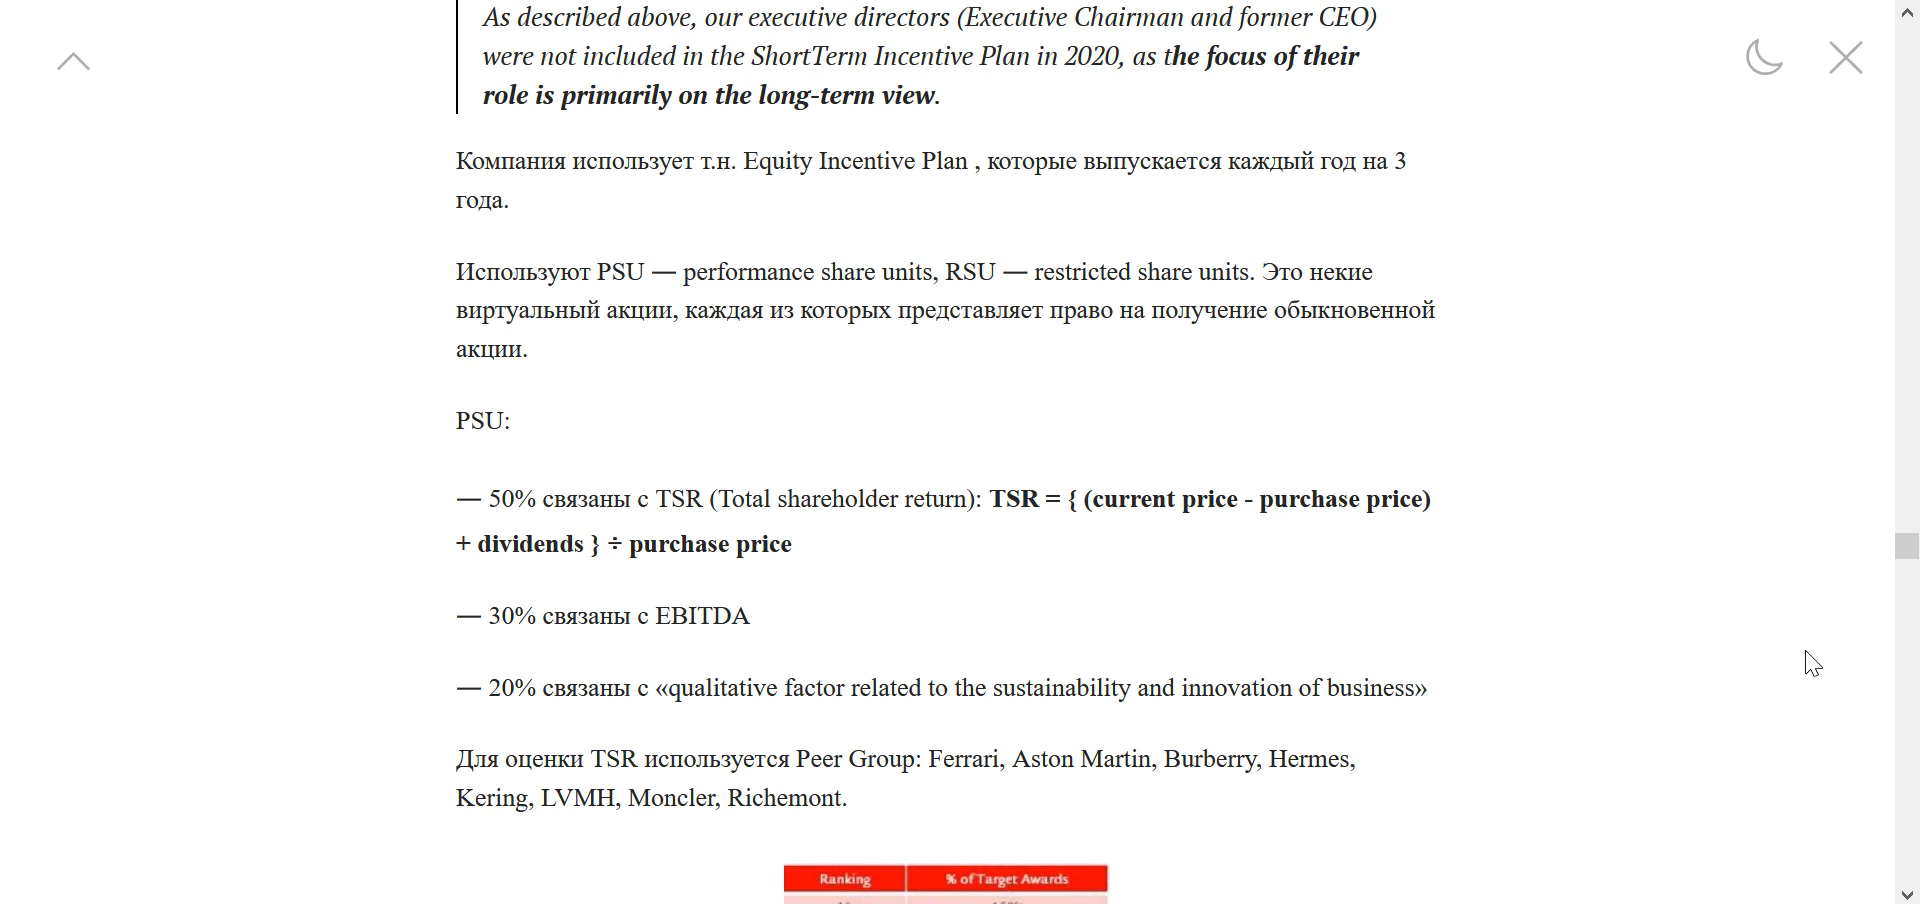 As described above, our executive directors (Executive Chairman and former CEO)
were not included in the ShortTerm Incentive Plan in 2020, as the focus of their
role is primarily on the long-term view.
Компания использует т.н. Equity Incentive Plan , которые выпускается каждый год на 3
года.
Используют PSU — performance share units, RSU — restricted share units. Это некие
виртуальный акции, каждая из которых представляет право на получение обыкновенной
акции.
PSU:
— 50% связаны с TSR (Total shareholder return): TSR = { (current price - purchase price)
+ dividends } ÷ purchase price
— 30% связаны с EBITDA
— 20% связаны с «qualitative factor related to the sustainability and innovation of business»
Для оценки TSR используется Peer Group: Ferrari, Aston Martin, Burberry, Hermes,
Kering, LVMH, Moncler, Richemont.
Ranking % of Target Awards